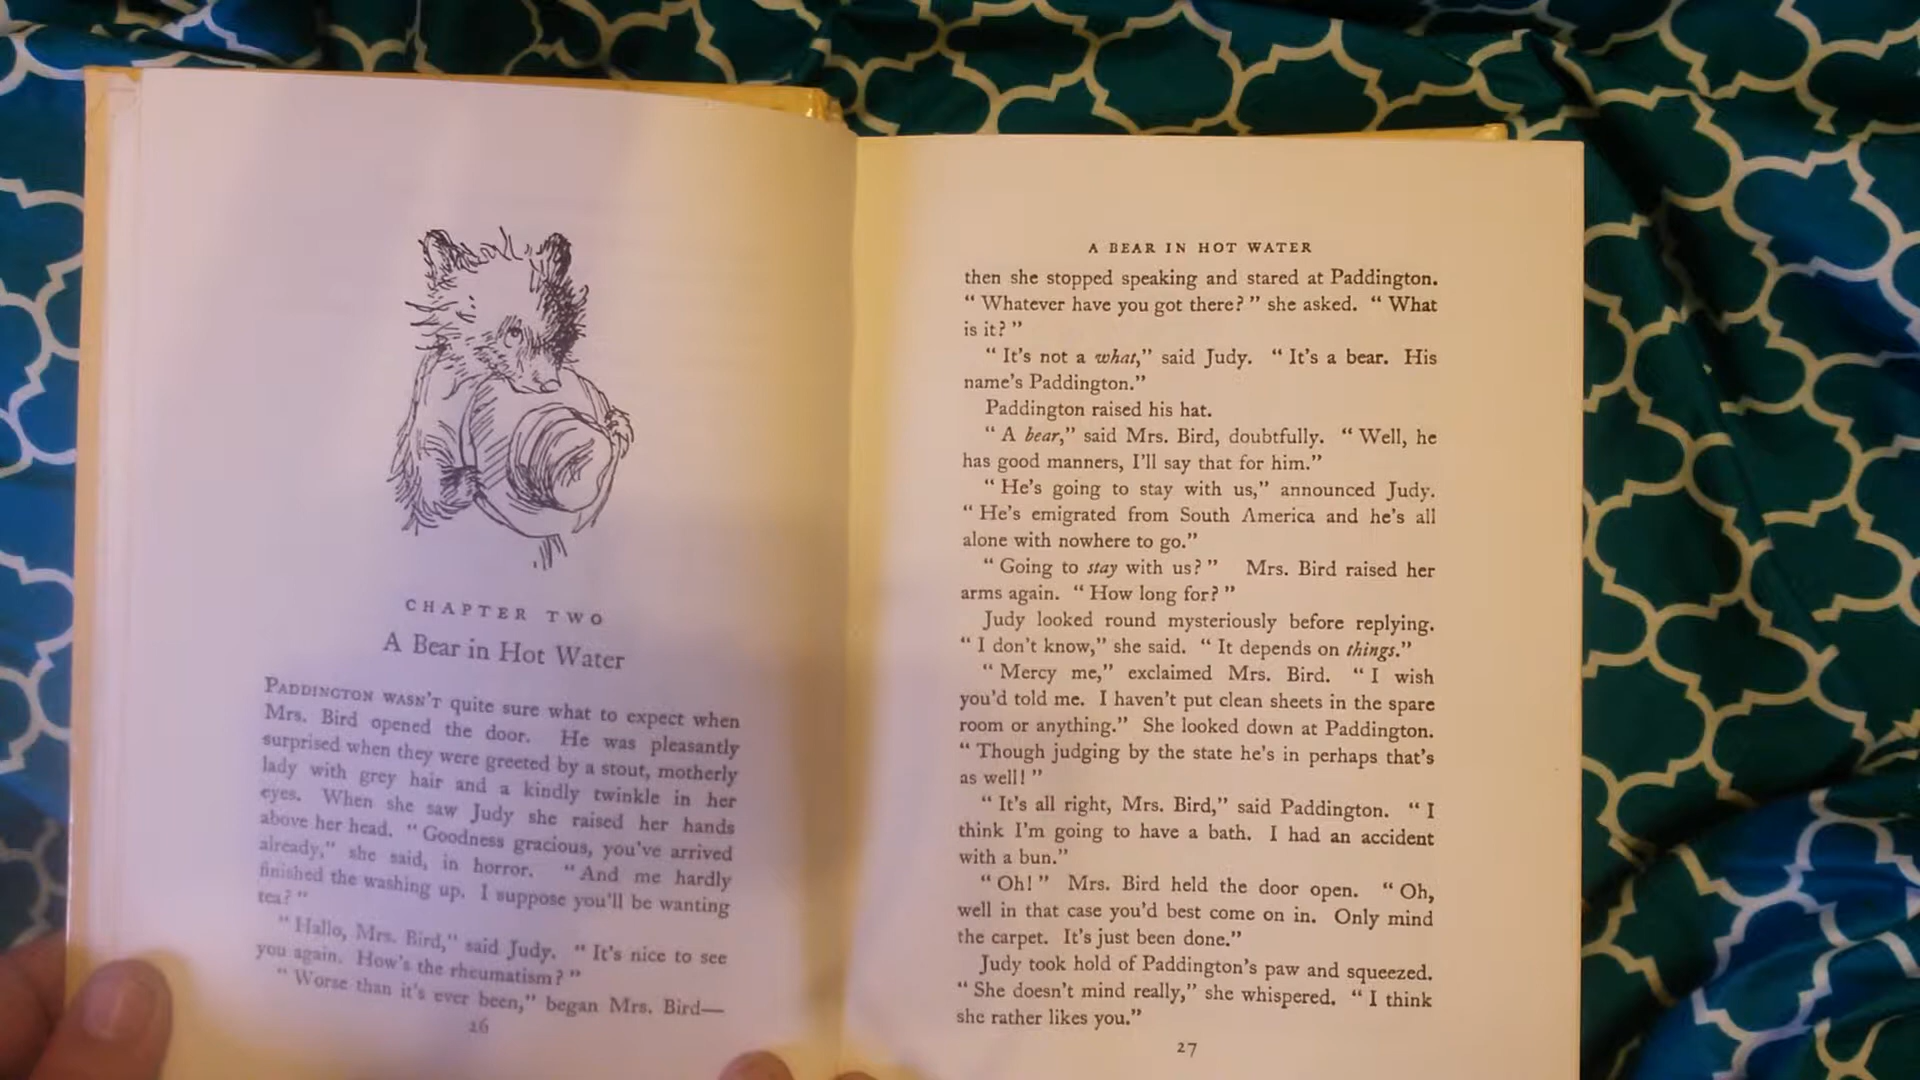 CHAPTER TWO
A Bear in Hot Water
PADDINGTON WASN'T quite sure what to expect when
Mrs. Bird opened the door. He was pleasantly
surprised when they were greeted by a stout, motherly
lady with grey hair and a kindly twinkle in her
eyes. When she saw Judy she raised her hands
above her head. “ Goodness gracious, you've arrived
already,” she said, in horror. “ And me hardly
finished the washing up. I suppose you'll be wanting
tea? ”
“ Hallo, Mrs. Bird,” said Judy. “ It's nice to see
you again. How's the rheumatism? ”
“ Worse than it's ever been,” began Mrs. Bird—
26
A BEAR IN HOT WATER
then she stopped speaking and stared at Paddington.
“ Whatever have you got there? ” she asked. “ What
is it? ”
“ It's not a what,” said Judy. “ It's a bear. His
name's Paddington.”
Paddington raised his hat.
“ A bear,” said Mrs. Bird, doubtfully. “ Well, he
has good manners, I'll say that for him.”
“ He's going to stay with us,” announced Judy.
“ He's emigrated from South America and he's all
alone with nowhere to go.”
“ Going to stay with us? ” Mrs. Bird raised her
arms again. “ How long for? ”
Judy looked round mysteriously before replying.
“ I don't know,” she said. “ It depends on things.”
“ Mercy me,” exclaimed Mrs. Bird. “ I wish
you'd told me. I haven't put clean sheets in the spare
room or anything.” She looked down at Paddington.
“ Though judging by the state he's in perhaps that's
as well! ”
“ It's all right, Mrs. Bird,” said Paddington. “ I
think I'm going to have a bath. I had an accident
with a bun.”
“ Oh! ” Mrs. Bird held the door open. “ Oh,
well in that case you'd best come on in. Only mind
the carpet. It's just been done.”
Judy took hold of Paddington's paw and squeezed.
“ She doesn't mind really,” she whispered. “ I think
she rather likes you.”
27